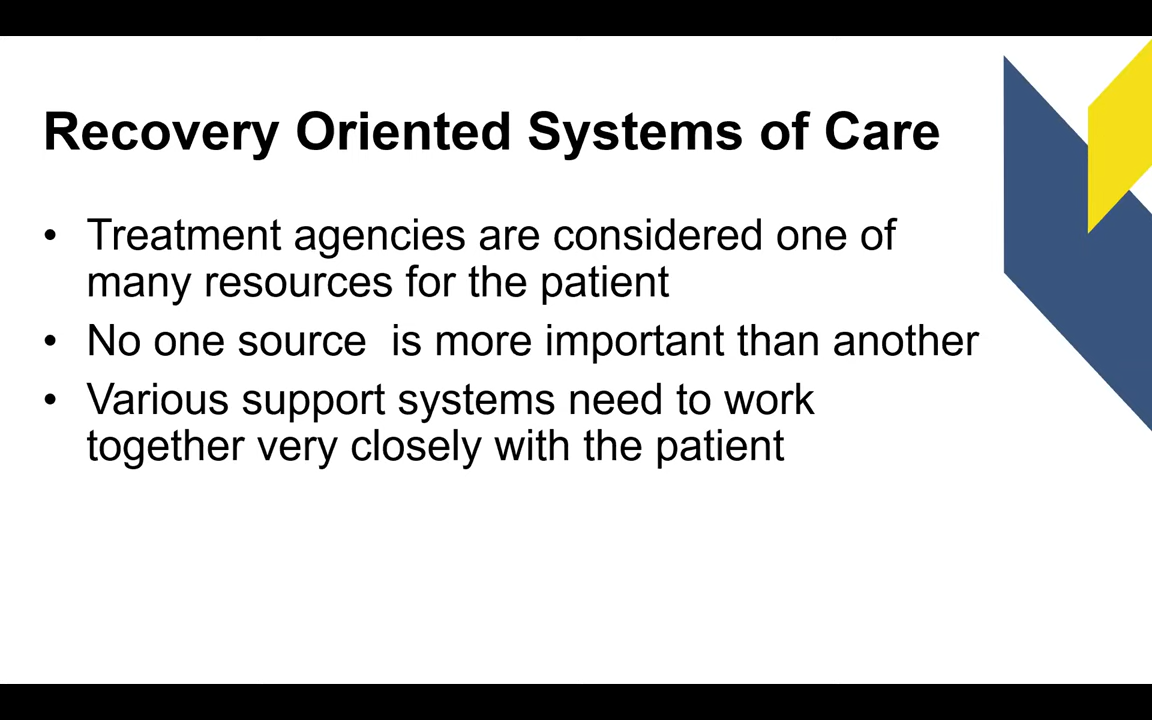 Recovery Oriented Systems of Care
• Treatment agencies are considered one of
many resources for the patient
• No one source  is more important than another
• Various support systems need to work
together very closely with the patient